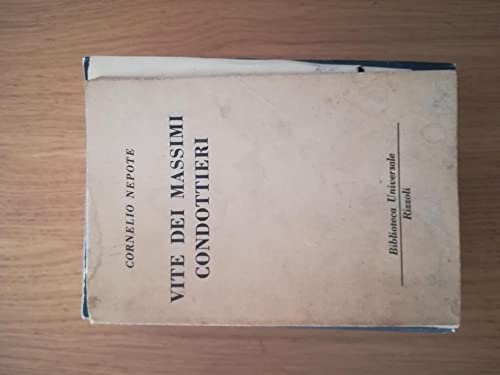 CORNELIO NEPOTE
VITE DEI MASSIMI
CONDOTTIERI
Biblioteca Universale
Rizzoli